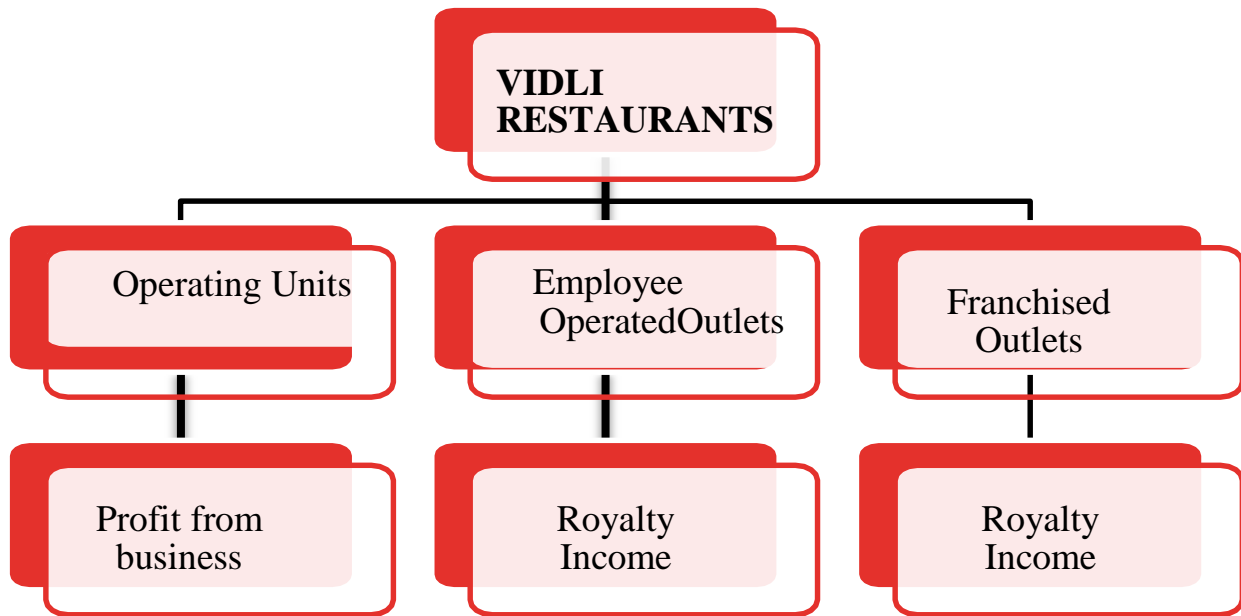 VIDLI
RESTAURANTS
Operating Units
Employee
OperatedOutlets
Franchised
Outlets
Profit from
business
Royalty
Income
Royalty
Income